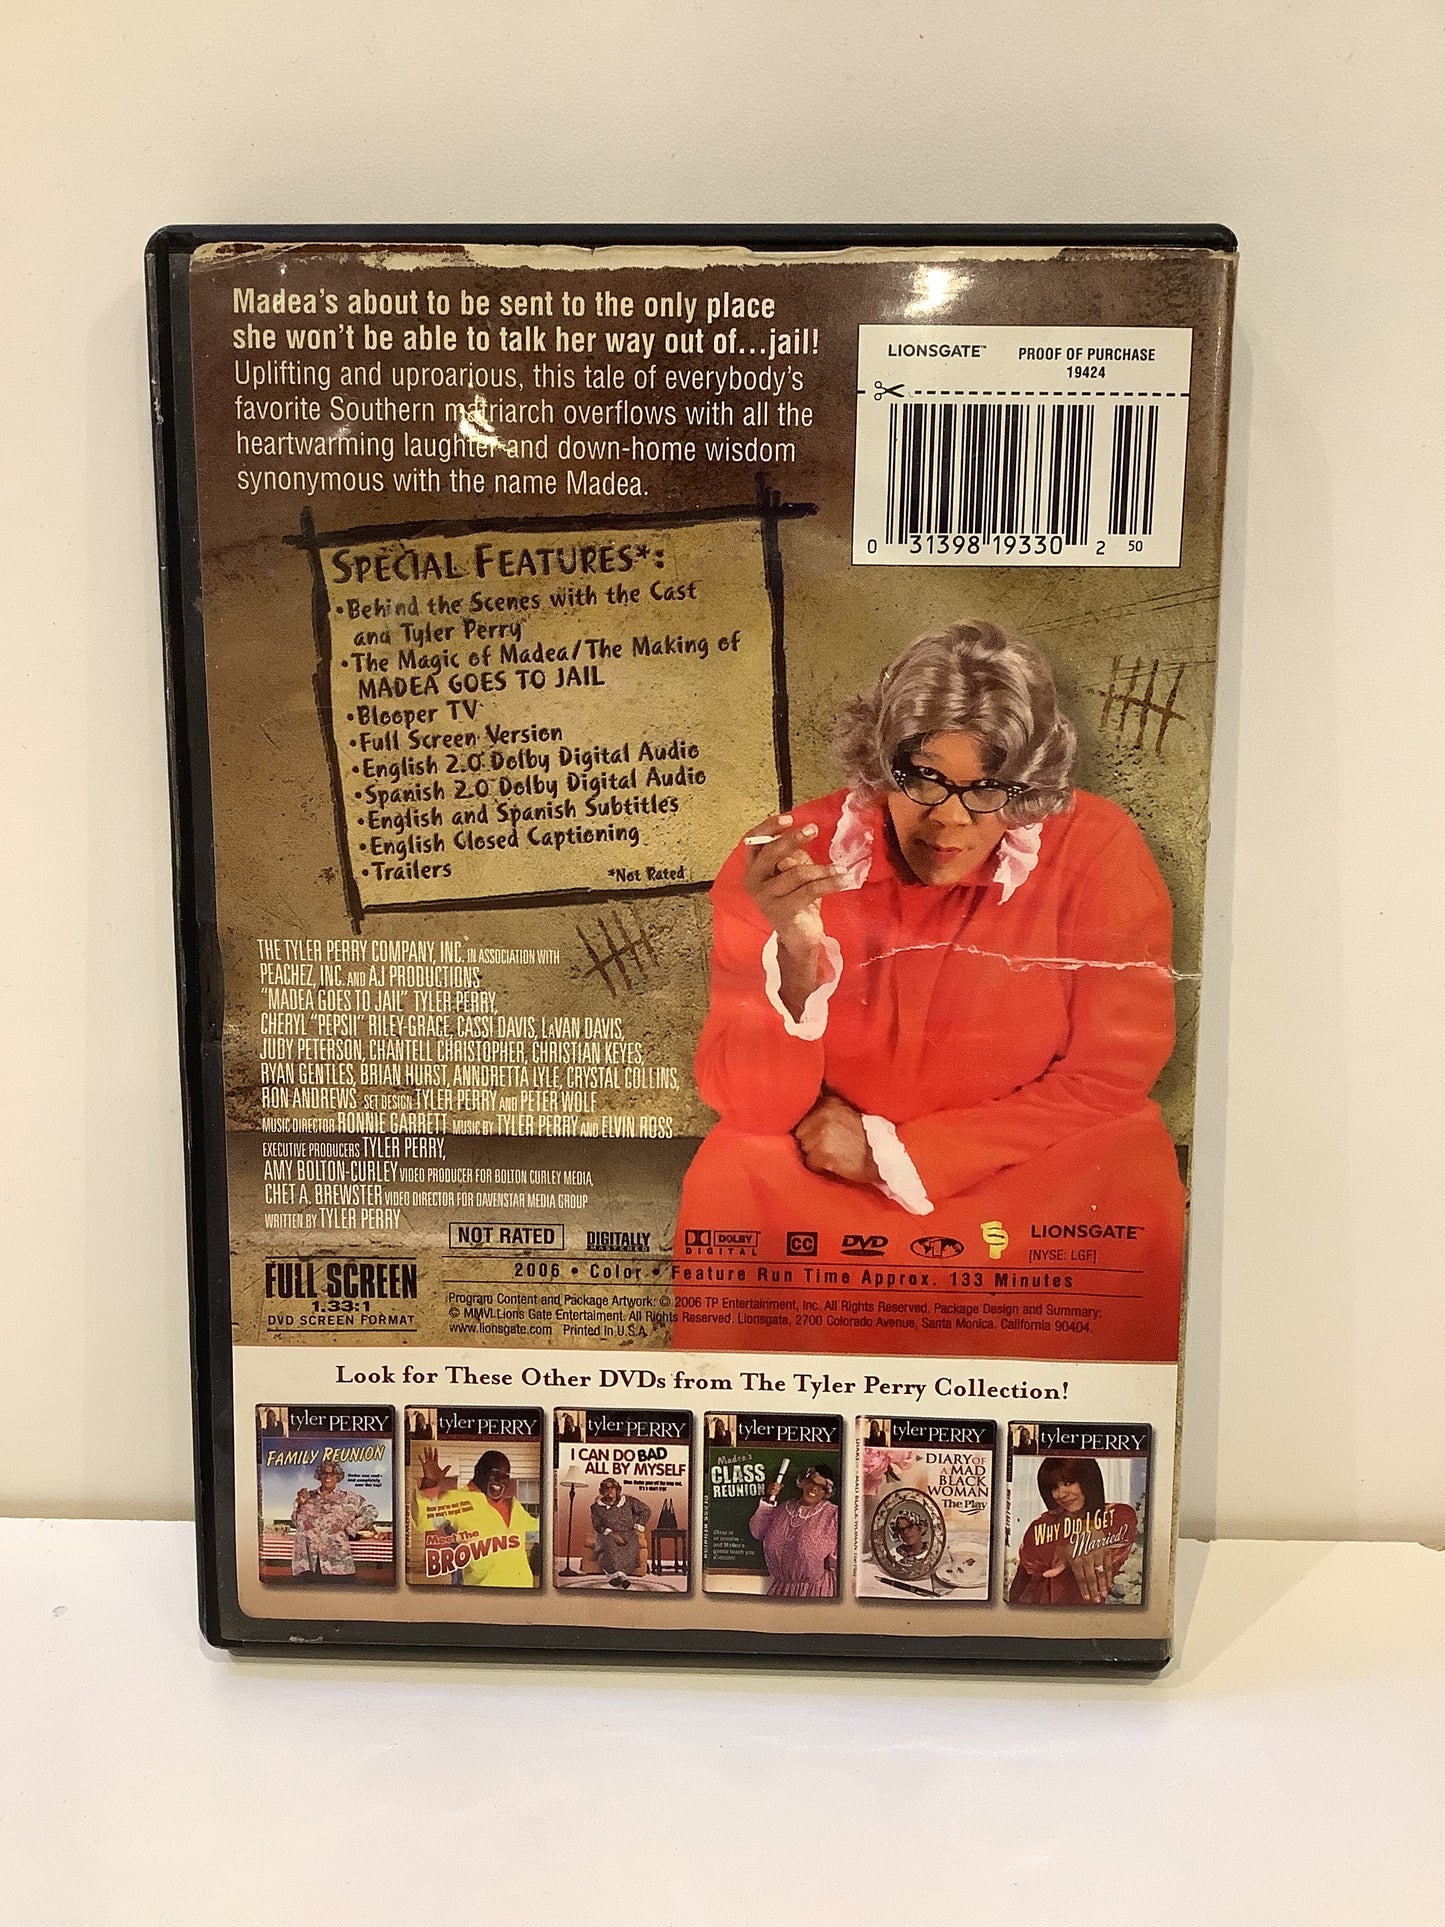 Madea's about to be sent to the only place
she won't be able to talk her way out of...jail!
Uplifting and uproarious, this tale of everybody's
favorite Southern matriarch overflows with all the
heartwarming laughter and down-home wisdom
synonymous with the name Madea.
LIONSGATE™ PROOF OF PURCHASE
19424
0 31398 19330 2 50
SPECIAL FEATURES*:
•Behind the Scenes with the Cast
and Tyler Perry
•The Magic of Madea/The Making of
MADEA GOES TO JAIL
•Blooper TV
•Full Screen Version
•English 2.0 Dolby Digital Audio
•Spanish 2.0 Dolby Digital Audio
•English and Spanish Subtitles
•English Closed Captioning
•Trailers *Not Rated
THE TYLER PERRY COMPANY, INC. IN ASSOCIATION WITH
PEACHEZ, INC. AND AJ PRODUCTIONS
"MADEA GOES TO JAIL" TYLER PERRY,
CHERYL "PEPSII" RILEY-GRACE, CASSI DAVIS, LAVAN DAVIS,
JUDY PETERSON, CHANTELL CHRISTOPHER, CHRISTIAN KEYES,
RYAN GENTLES, BRIAN HURST, ANNDRETTA LYLE, CRYSTAL COLLINS,
RON ANDREWS SET DESIGN TYLER PERRY AND PETER WOLF
MUSIC DIRECTOR RONNIE GARRETT MUSIC BY TYLER PERRY AND ELVIN ROSS
EXECUTIVE PRODUCERS TYLER PERRY,
AMY BOLTON-CURLEY VIDEO PRODUCER FOR BOLTON CURLEY MEDIA,
CHET A. BREWSTER VIDEO DIRECTOR FOR DAVENSTAR MEDIA GROUP
WRITTEN BY TYLER PERRY
NOT RATED DIGITALLY MASTERED DOLBY DIGITAL CC DVD 1 LIONSGATE™
[NYSE: LGF]
FULL SCREEN
1.33:1
DVD SCREEN FORMAT
2006 • Color • Feature Run Time Approx. 133 Minutes
Program Content and Package Artwork: © 2006 TP Entertainment, Inc. All Rights Reserved. Package Design and Summary:
© MMVI Lions Gate Entertaiment. All Rights Reserved. Lionsgate, 2700 Colorado Avenue, Santa Monica, California 90404.
www.lionsgate.com Printed in U.S.A.
Look for These Other DVDs from The Tyler Perry Collection!
tyler PERRY
FAMILY REUNION
tyler PERRY
Meet The
BROWNS
tyler PERRY
I CAN DO BAD
ALL BY MYSELF
tyler PERRY
Madea's
CLASS
REUNION
CLASS REUNION
tyler PERRY
DIARY OF
A MAD
BLACK
WOMAN
The Play
tyler PERRY
WHY DID I GET
Married?